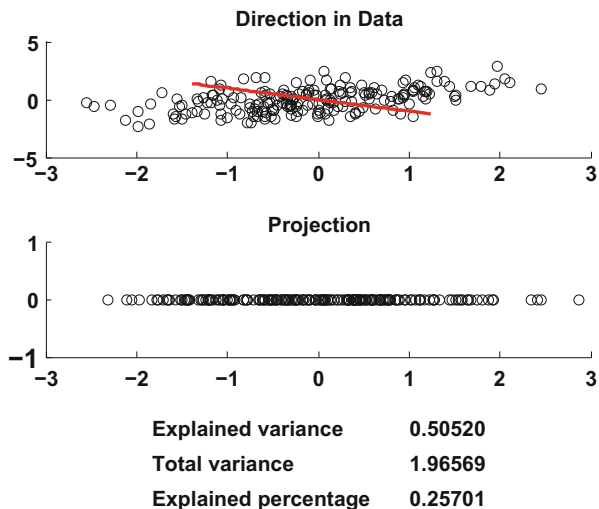 Direction in Data
5
0
−5
−3 −2 −1 0 1 2 3
Projection
1
0
−1
−3 −2 −1 0 1 2 3
Explained variance 0.50520
Total variance 1.96569
Explained percentage 0.25701